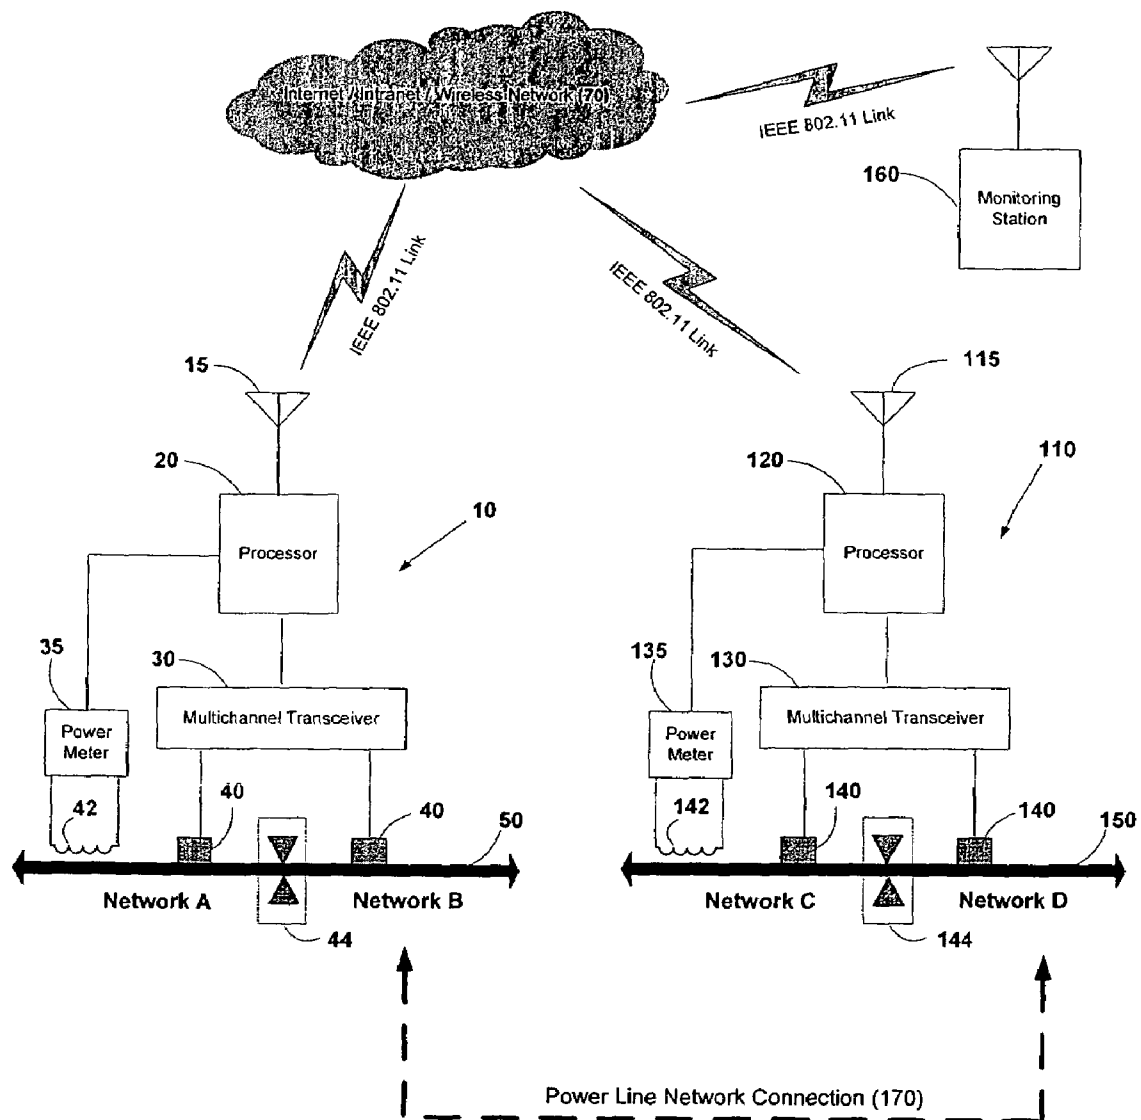 Internet / Intranet / Wireless Network (70)
IEEE 802.11 Link
160
Monitoring
Station
IEEE 802.11 Link
IEEE 802.11 Link
15
115
20
120
110
10
Processor
Processor
35
30
135
130
Multichannel Transceiver
Multichannel Transceiver
Power
Meter
Power
Meter
42
40
40
50
142
140
140
150
Network A
Network B
Network C
Network D
44
144
Power Line Network Connection (170)